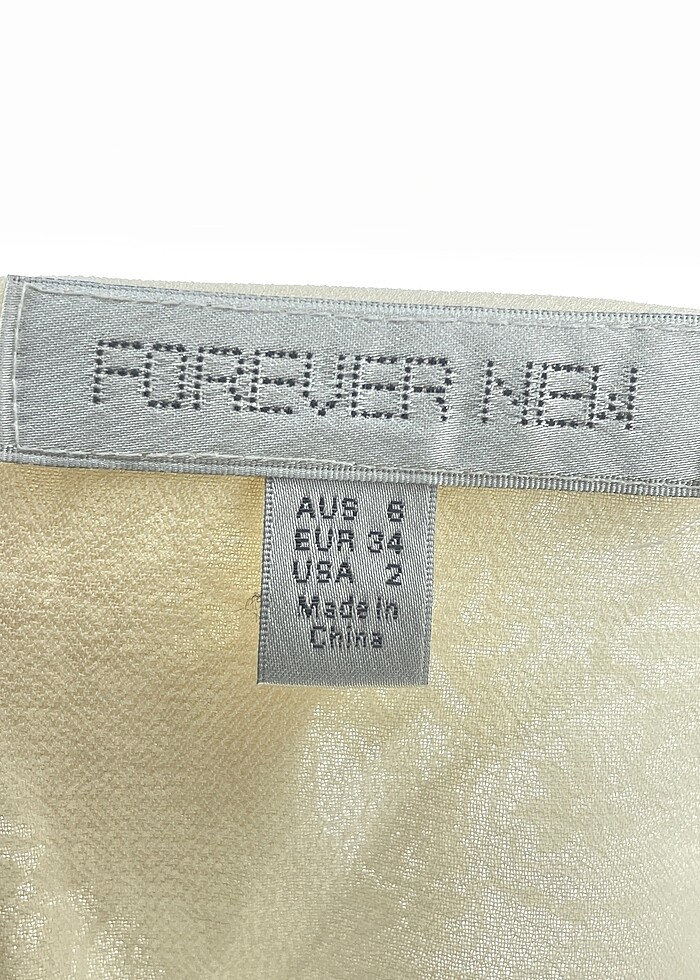 FOREVER NEW
AUS 6
EUR 34
USA 2
Made in
China